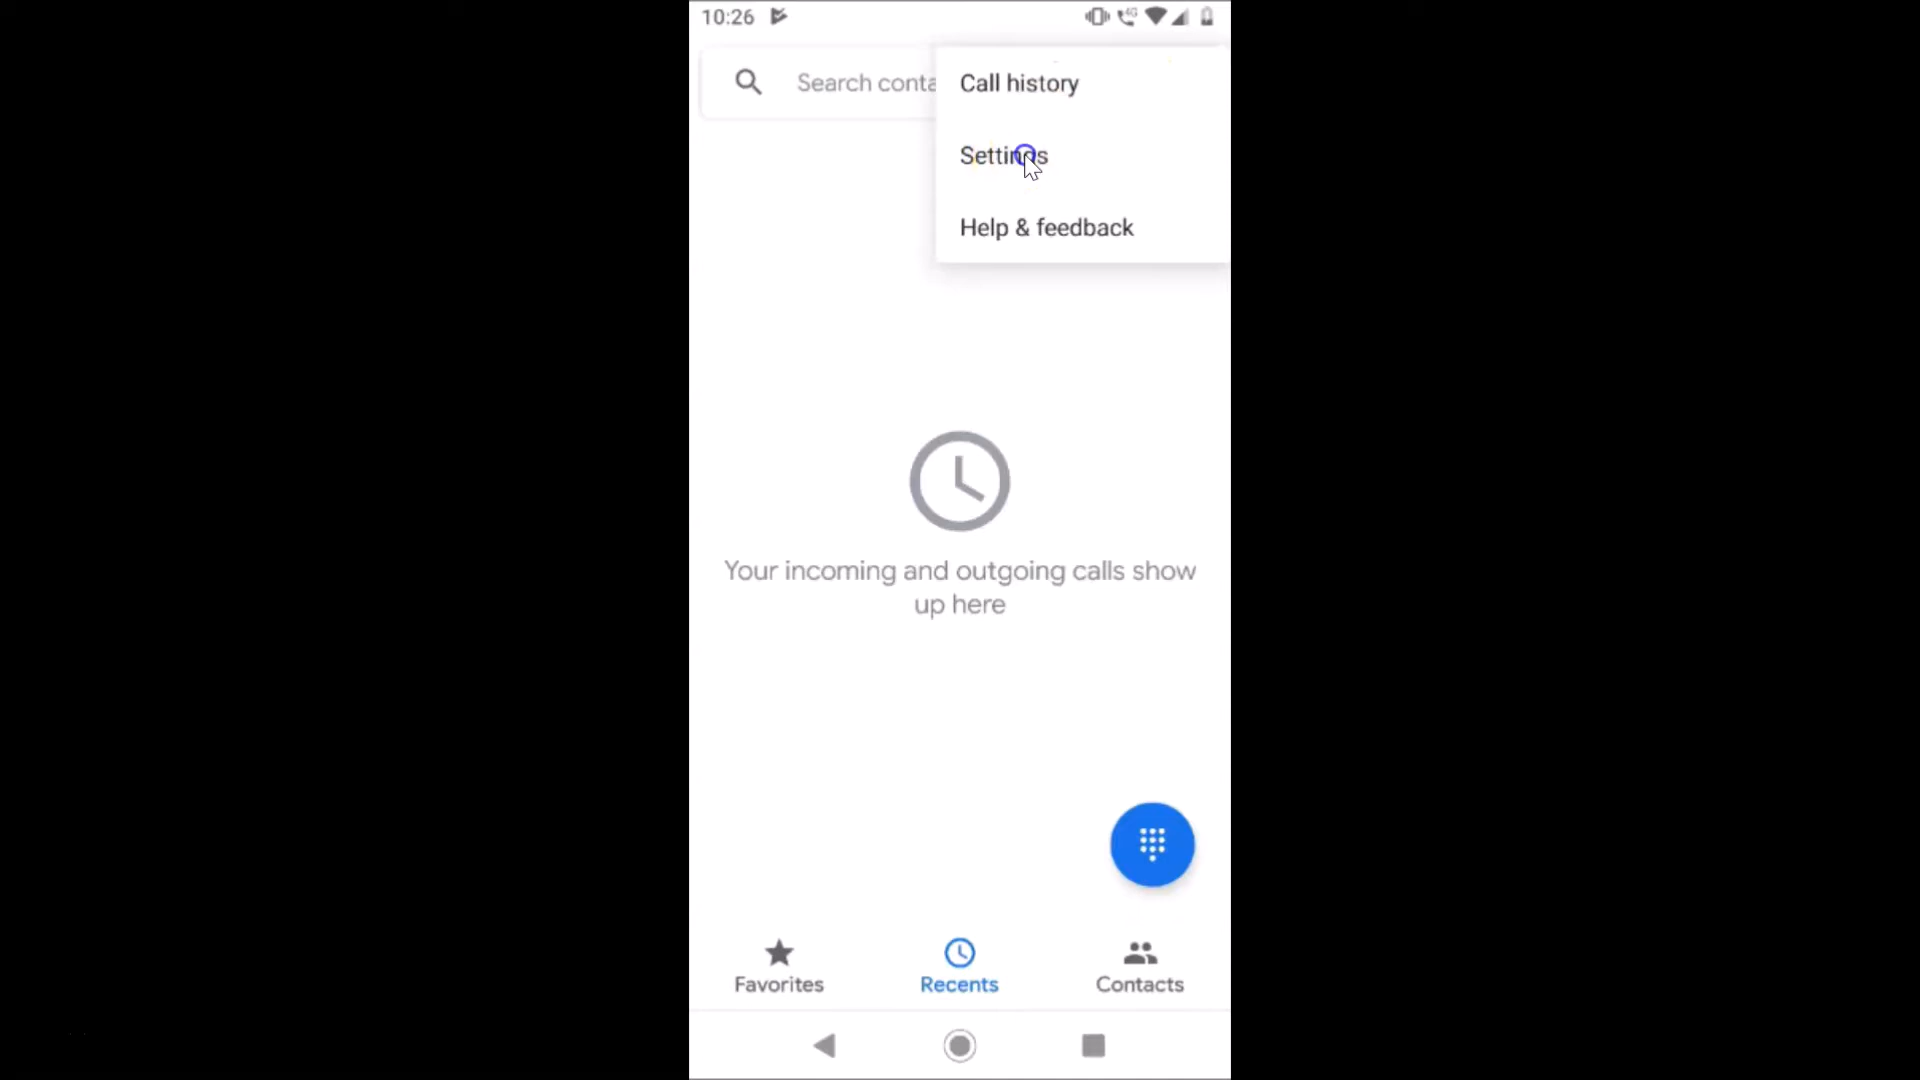 10:26
4G
Search conta
Call history
Settings
Help & feedback
Your incoming and outgoing calls show
up here
Favorites
Recents
Contacts